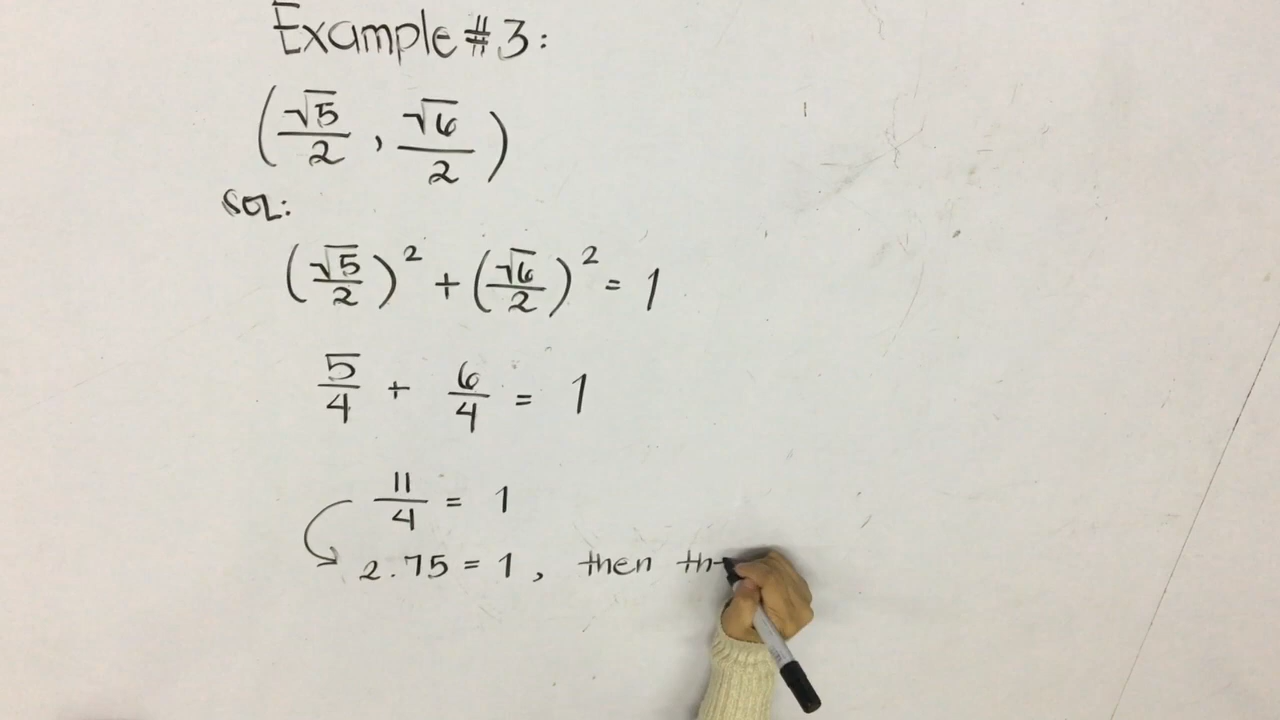 Example #3:
(√5/2, √6/2)
SOL:
(√5/2)² + (√6/2)² = 1
5/4 + 6/4 = 1
11/4 = 1
2.75 = 1, then th